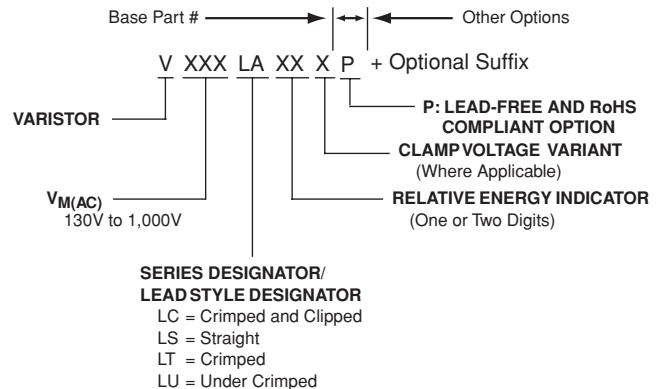 Base Part #
Other Options
V XXX LA XX X P + Optional Suffix
VARISTOR
P: LEAD-FREE AND RoHS
COMPLIANT OPTION
CLAMP VOLTAGE VARIANT
(Where Applicable)
VM(AC)
130V to 1,000V
RELATIVE ENERGY INDICATOR
(One or Two Digits)
SERIES DESIGNATOR/
LEAD STYLE DESIGNATOR
LC = Crimped and Clipped
LS = Straight
LT = Crimped
LU = Under Crimped